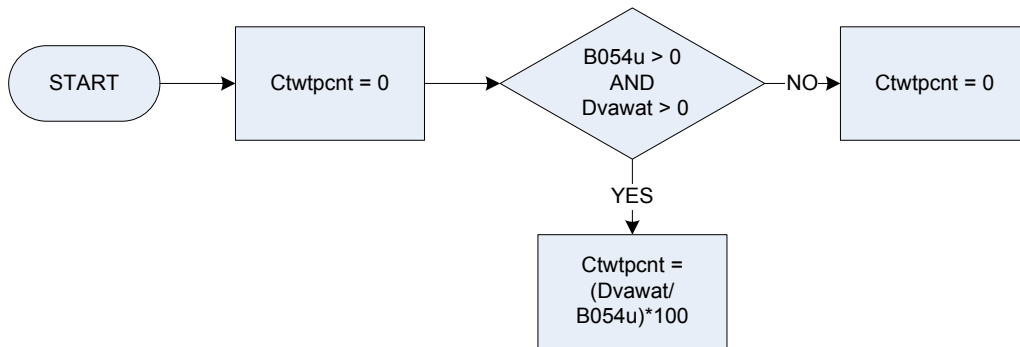 START
Ctwtpcnt = 0
B054u > 0
AND
Dvawat > 0
NO
Ctwtpcnt = 0
YES
Ctwtpcnt =
(Dvawat/
B054u)*100